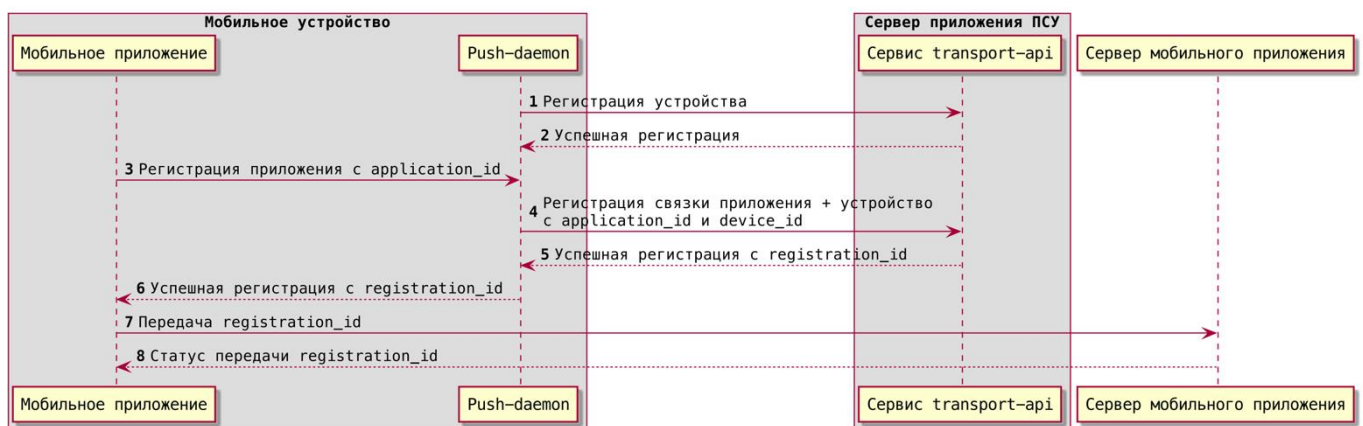 Мобильное устройство
Сервер приложения ПСУ
Мобильное приложение
Push-daemon
Сервис transport-api
Сервер мобильного приложения
1 Регистрация устройства
2 Успешная регистрация
3 Регистрация приложения с application_id
4 Регистрация связки приложения + устройство
с application_id и device_id
5 Успешная регистрация с registration_id
6 Успешная регистрация с registration_id
7 Передача registration_id
8 Статус передачи registration_id
Мобильное приложение
Push-daemon
Сервис transport-api
Сервер мобильного приложения